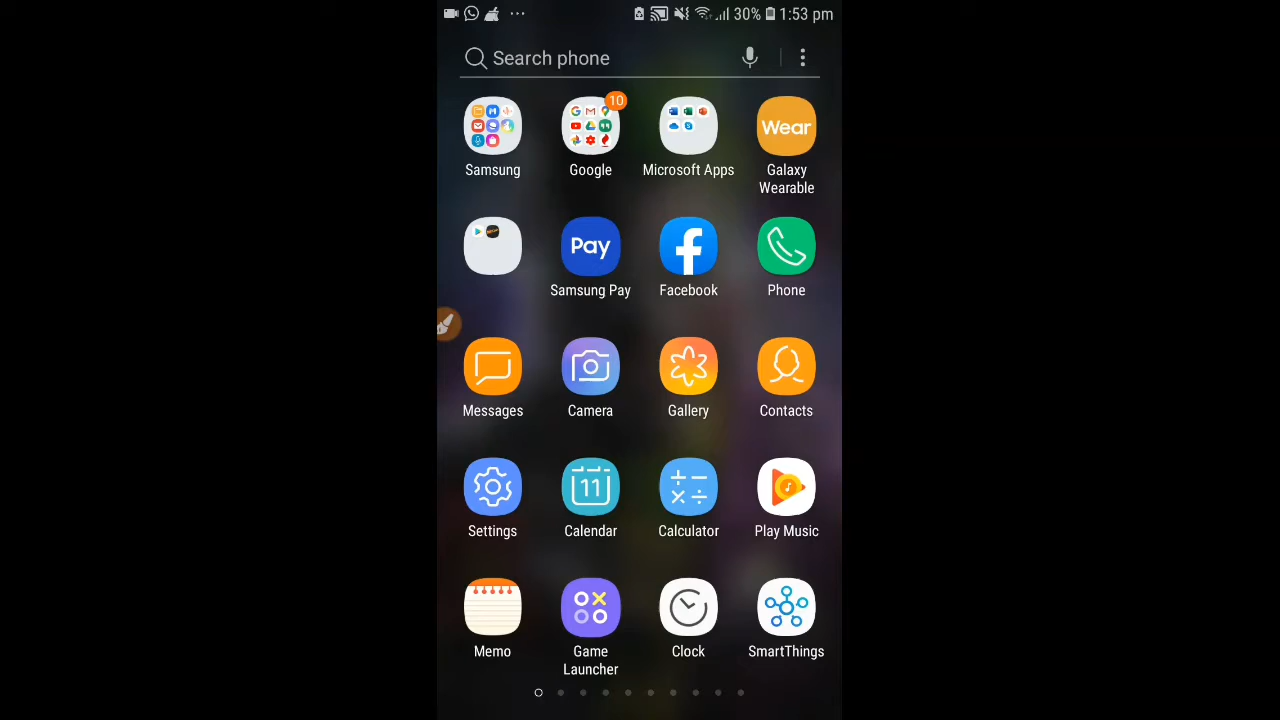 30% 1:53 pm
Search phone
10
Wear
Samsung Google Microsoft Apps Galaxy
Wearable
Pay
Samsung Pay Facebook Phone
Messages Camera Gallery Contacts
11
Settings Calendar Calculator Play Music
Memo Game Clock SmartThings
Launcher